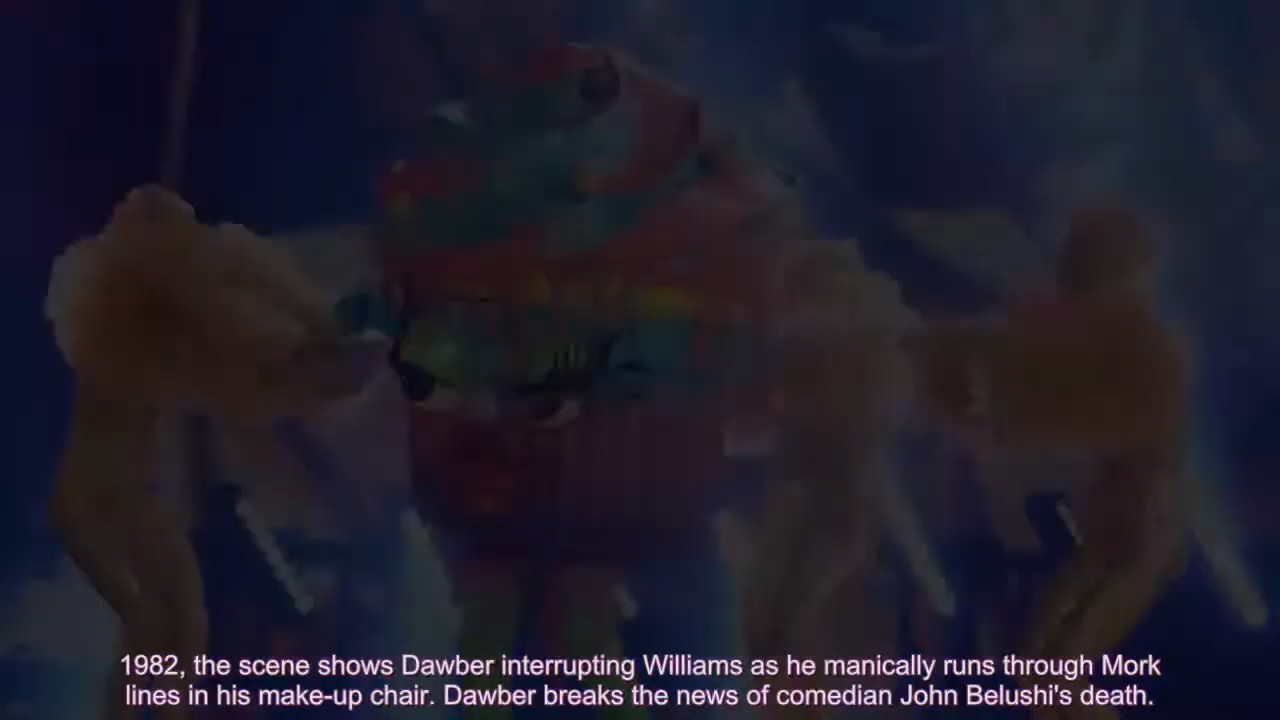 1982, the scene shows Dawber interrupting Williams as he manically runs through Mork
lines in his make-up chair. Dawber breaks the news of comedian John Belushi's death.